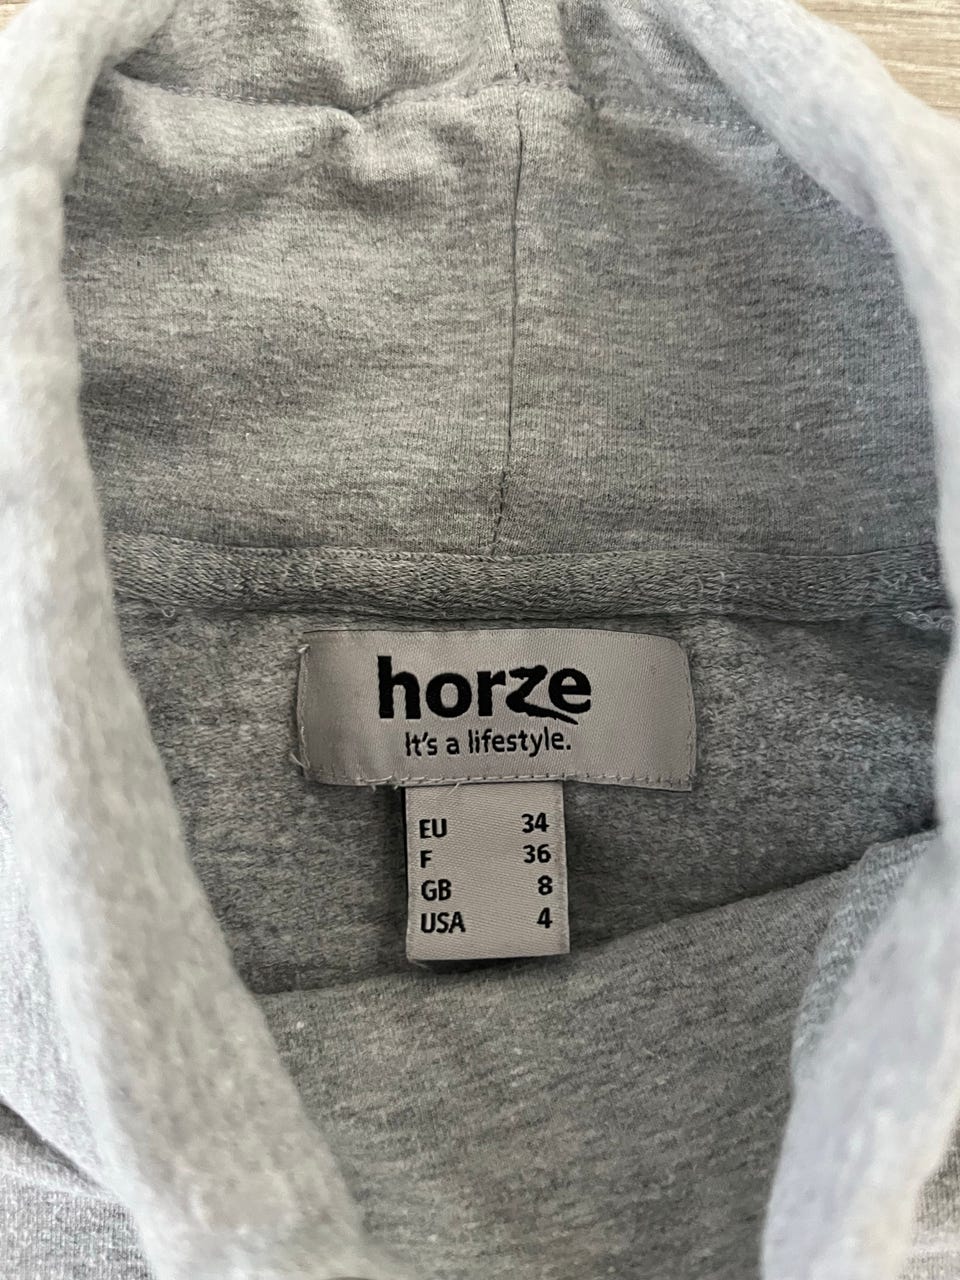 horze
It's a lifestyle.
EU 34
F 36
GB 8
USA 4